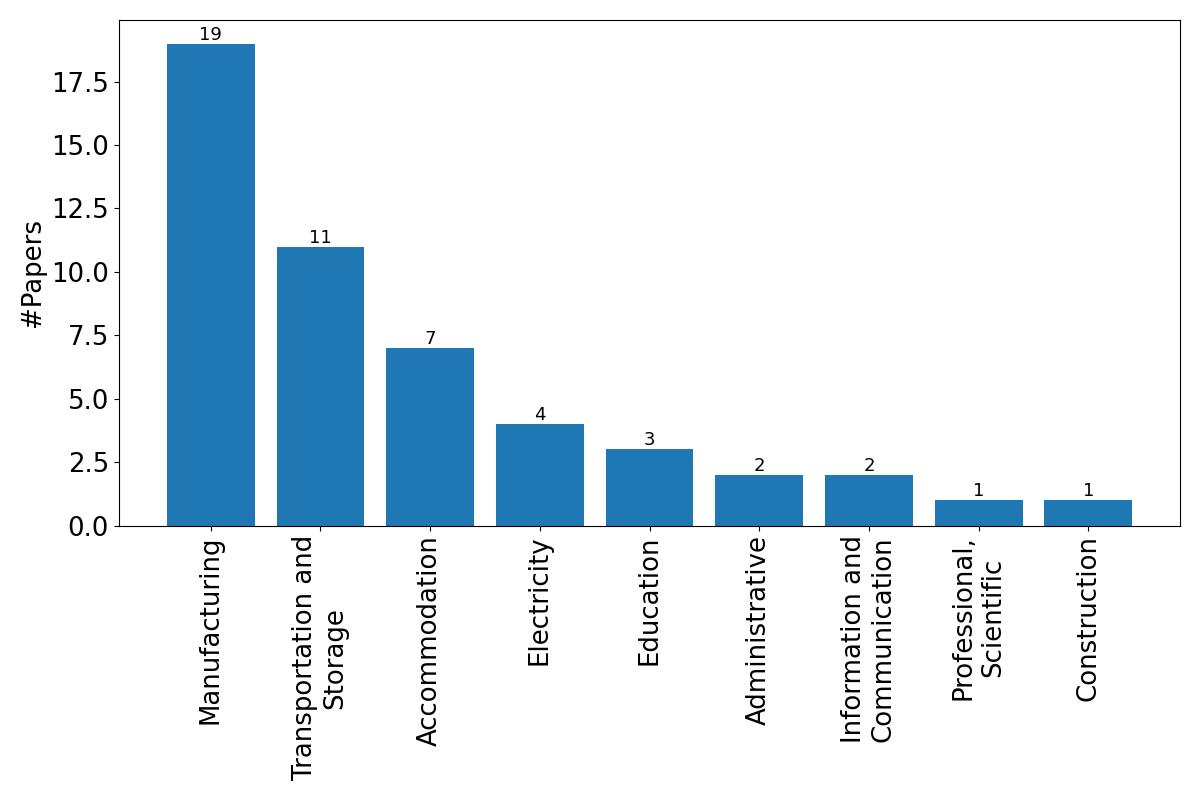 #Papers
17.5
15.0
12.5
10.0
7.5
5.0
2.5
0.0
19
11
7
4
3
2
2
1
1
Manufacturing
Transportation and
Storage
Accommodation
Electricity
Education
Administrative
Information and
Communication
Professional,
Scientific
Construction